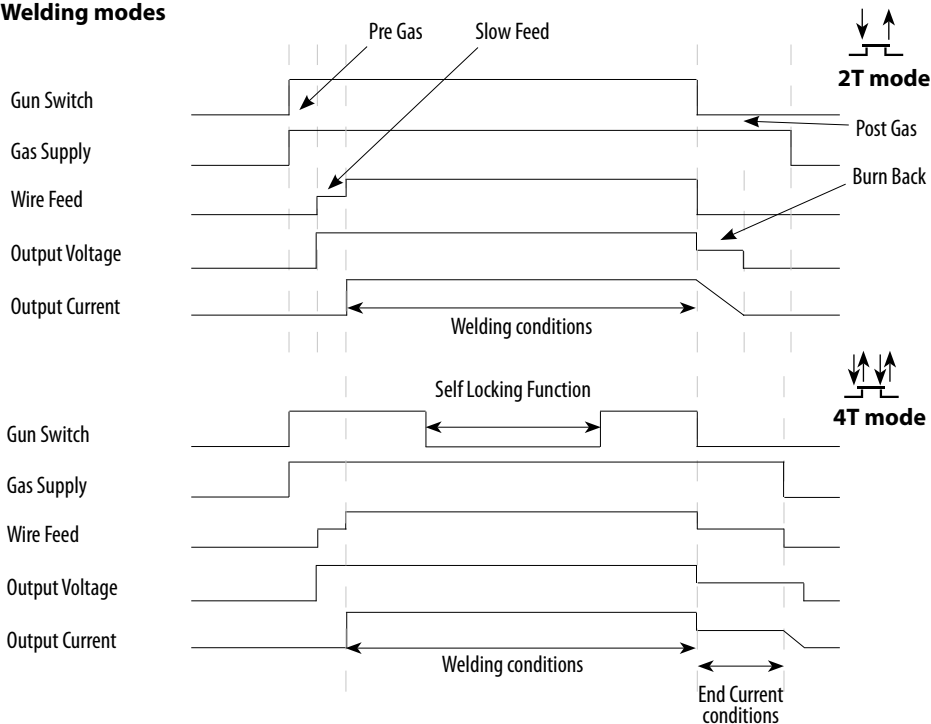 Welding modes
Pre Gas
Slow Feed
2T mode
Gun Switch
Post Gas
Gas Supply
Burn Back
Wire Feed
Output Voltage
Output Current
Welding conditions
Self Locking Function
4T mode
Gun Switch
Gas Supply
Wire Feed
Output Voltage
Output Current
Welding conditions
End Current
conditions